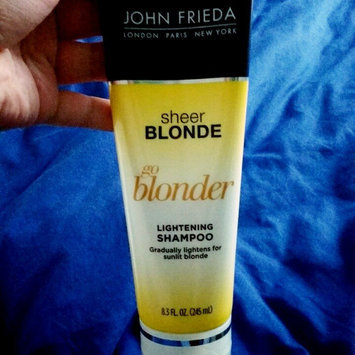 JOHN FRIEDA
LONDON PARIS NEW YORK
sheer
BLONDE
go
blonder
LIGHTENING
SHAMPOO
Gradually lightens for
sunlit blonde
8.3 FL. OZ. (245 mL)